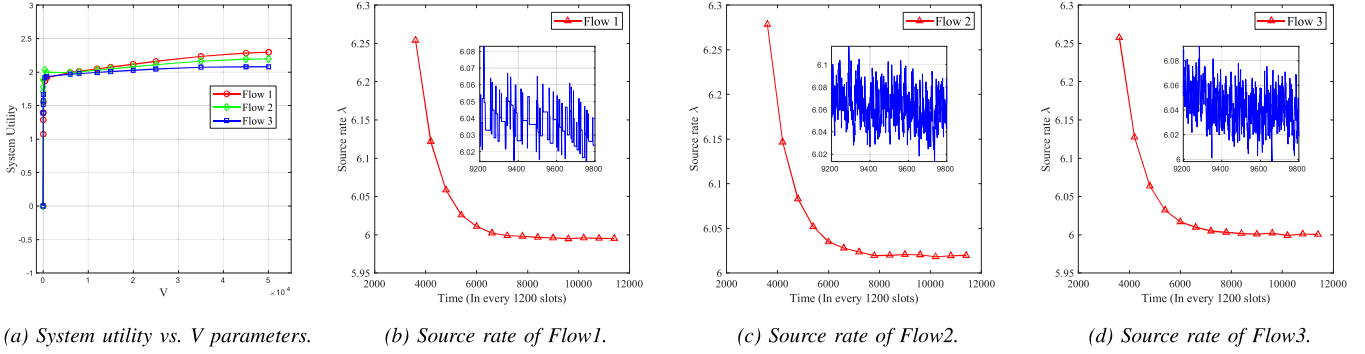 3
2.5
2
1.5
1
0.5
0
-0.5
-1
System Utility
Flow 1
Flow 2
Flow 3
0 1 2 3 4 5
× 10⁴
V
(a) System utility vs. V parameters.
6.3
6.25
6.2
6.15
6.1
6.05
6
5.95
Source rate λ
Flow 1
6.08
6.07
6.06
6.05
6.04
6.03
6.02
9200 9400 9600 9800
2000 4000 6000 8000 10000 12000
Time (In every 1200 slots)
(b) Source rate of Flow1.
6.3
6.25
6.2
6.15
6.1
6.05
6
Source rate λ
Flow 2
6.1
6.08
6.06
6.04
6.02
9200 9400 9600 9800
2000 4000 6000 8000 10000 12000
Time (In every 1200 slots)
(c) Source rate of Flow2.
6.3
6.25
6.2
6.15
6.1
6.05
6
5.95
Source rate λ
Flow 3
6.08
6.06
6.04
6.02
6
9200 9400 9600 9800
2000 4000 6000 8000 10000 12000
Time (In every 1200 slots)
(d) Source rate of Flow3.